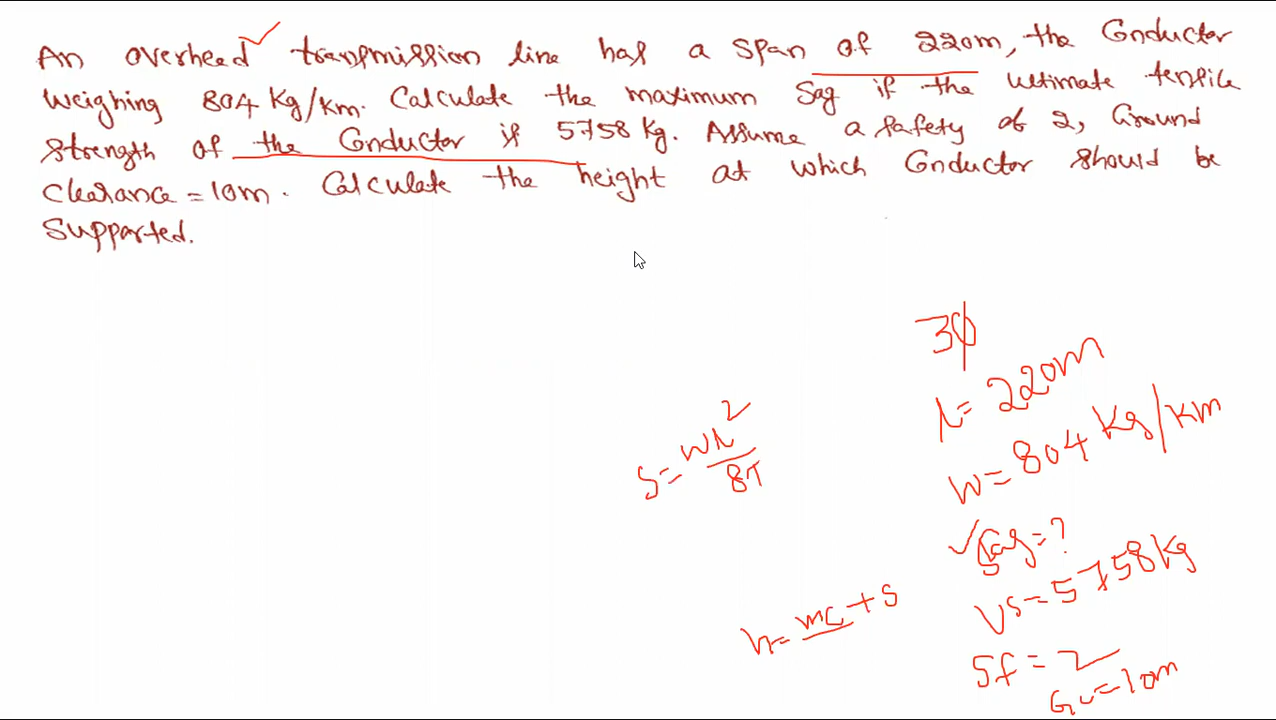 An overhead transmission line has a span of 220m, the Conductor
weighing 804 Kg/km. Calculate the maximum Sag if the ultimate tensile
strength of the Conductor is 5758 Kg. Assume a safety of 2, Ground
Clearance = 10m. Calculate the height at which Conductor should be
Supported.
3ϕ
l = 220m
W = 804 Kg/km
S = wl²/8T
✓ Sag = ?
US = 5758 Kg
h = mc + S
Sf = 2